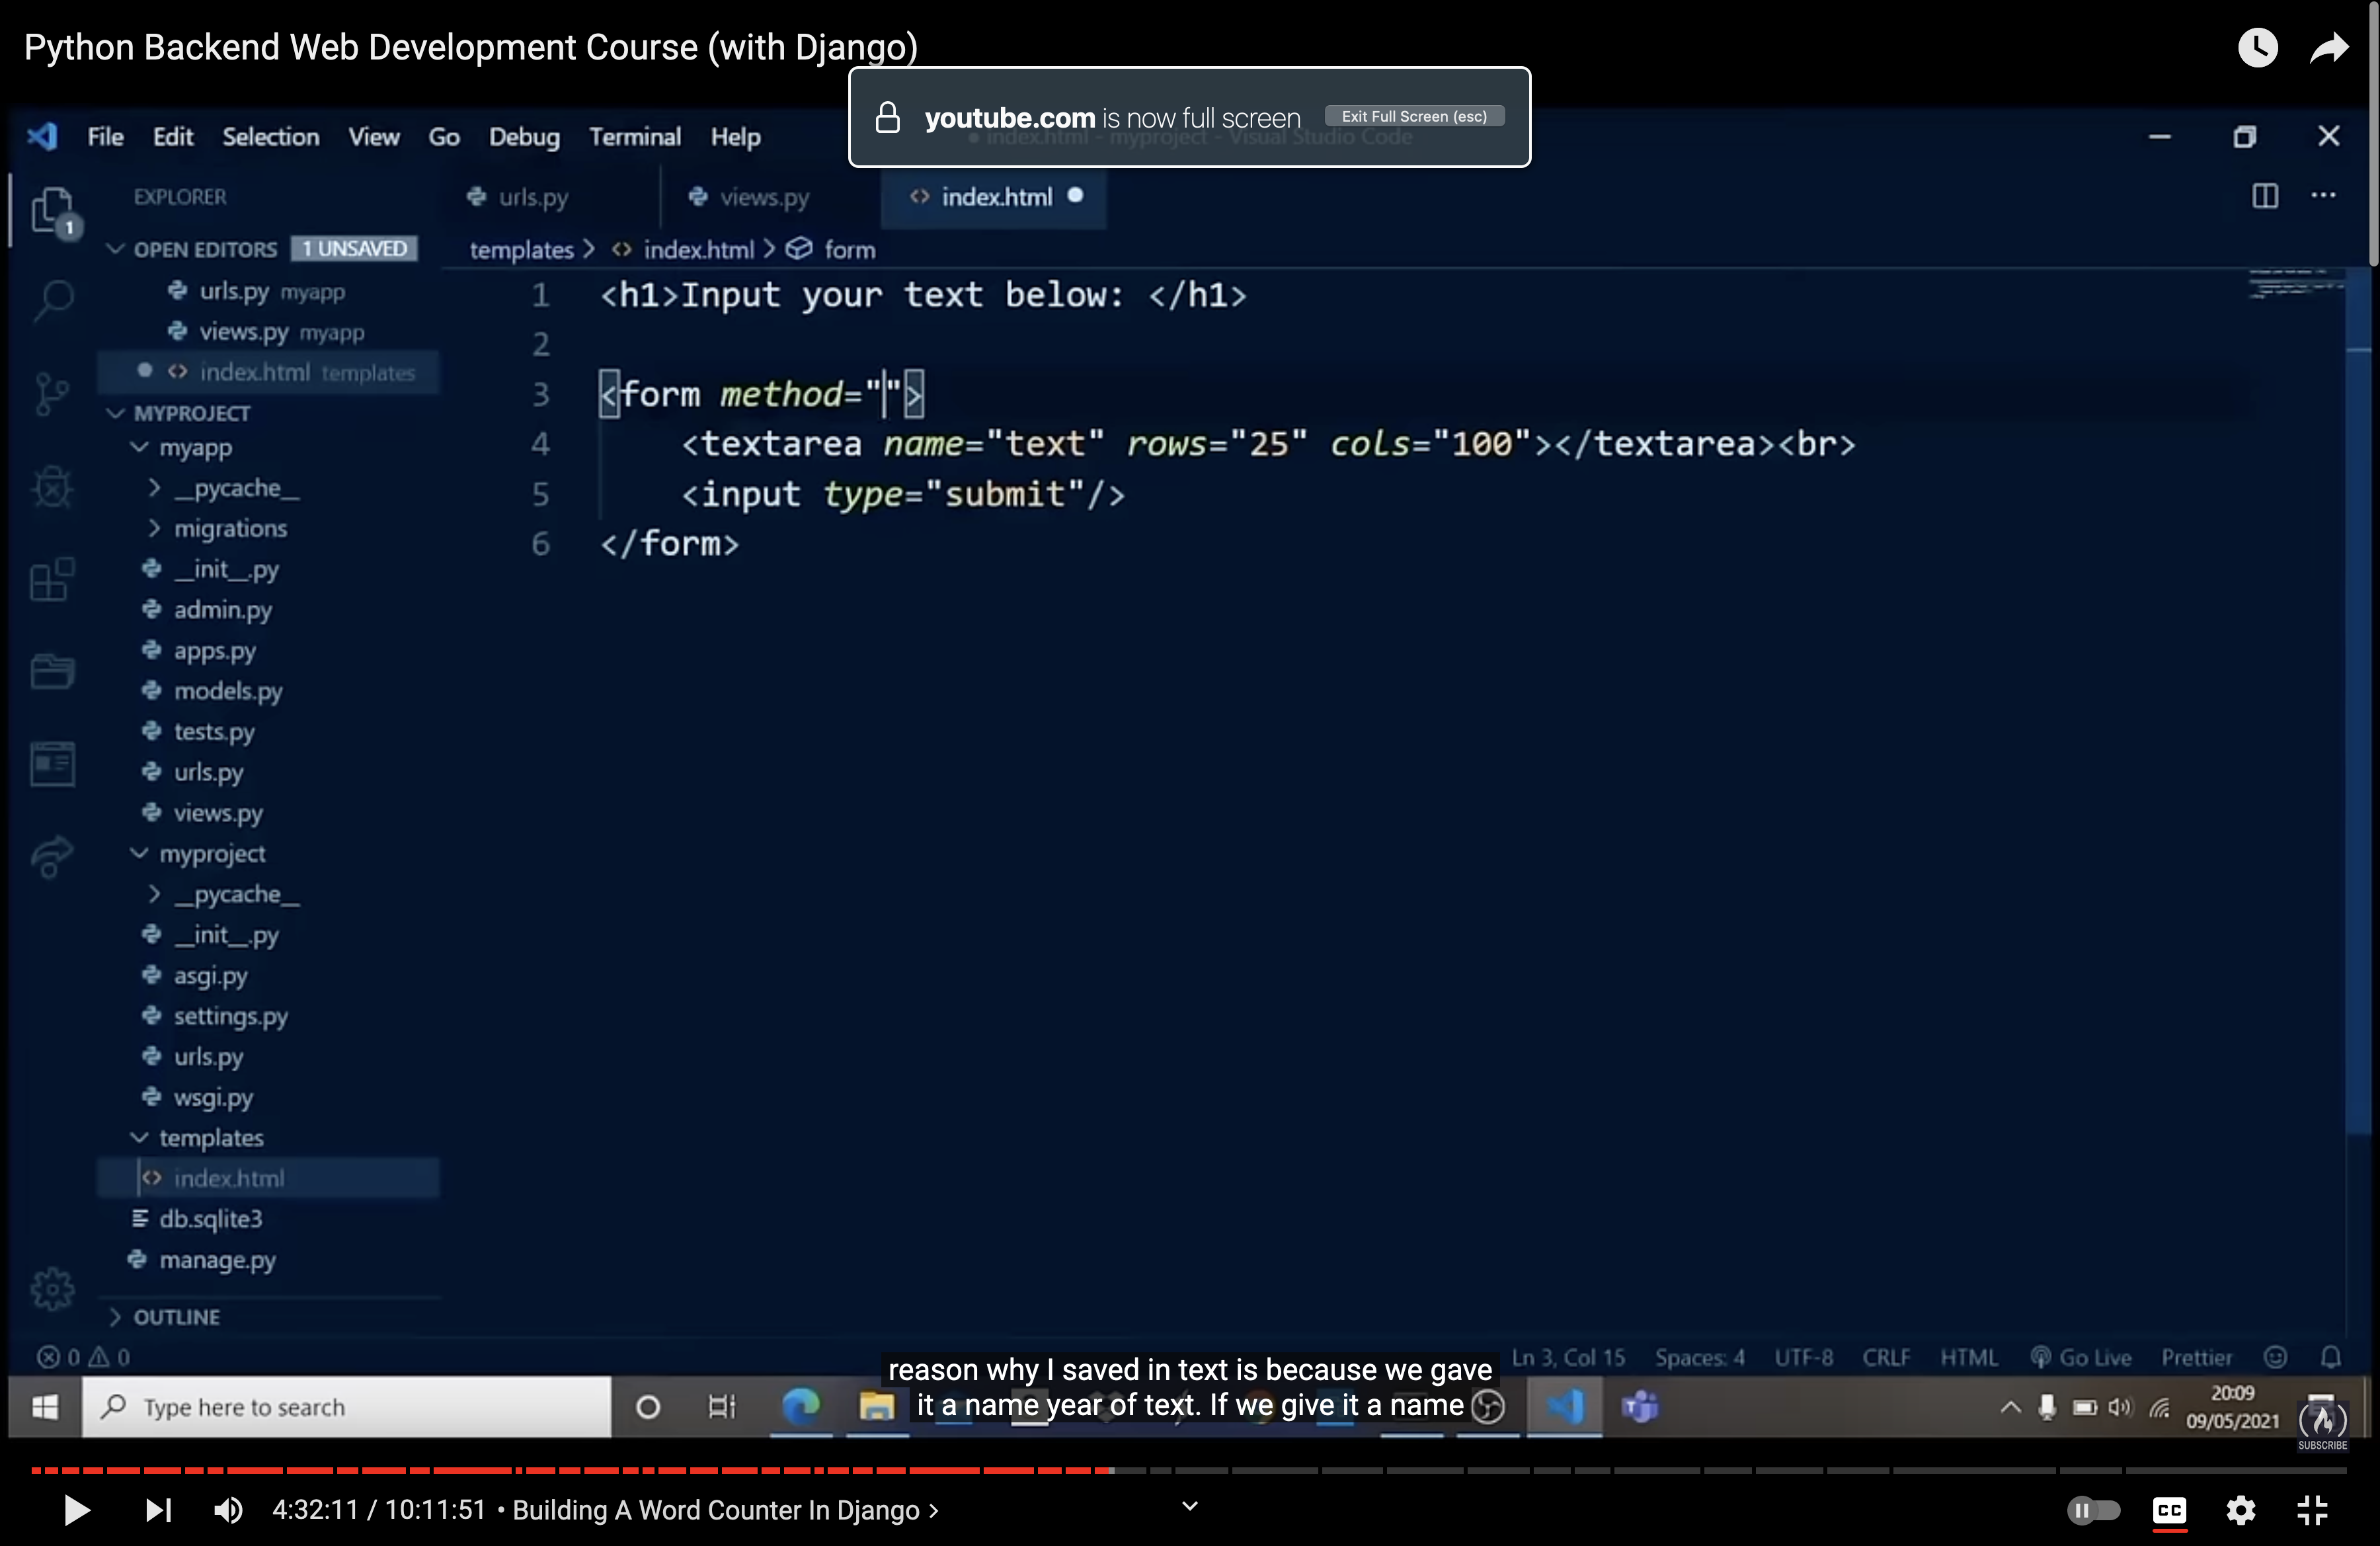 Python Backend Web Development Course (with Django)
youtube.com is now full screen Exit Full Screen (esc)
File Edit Selection View Go Debug Terminal Help
index.html - myproject - Visual Studio Code
EXPLORER
1
urls.py views.py index.html
OPEN EDITORS 1 UNSAVED
templates > index.html > form
urls.py myapp
views.py myapp
index.html templates
MYPROJECT
myapp
__pycache__
migrations
__init__.py
admin.py
apps.py
models.py
tests.py
urls.py
views.py
myproject
__pycache__
__init__.py
asgi.py
settings.py
urls.py
wsgi.py
templates
index.html
db.sqlite3
manage.py
OUTLINE
1 <h1>Input your text below: </h1>
2
3 <form method="">
4 <textarea name="text" rows="25" cols="100"></textarea><br>
5 <input type="submit"/>
6 </form>
0 0
Ln 3, Col 15 Spaces: 4 UTF-8 CRLF HTML Go Live Prettier
reason why I saved in text is because we gave
it a name year of text. If we give it a name
Type here to search
20:09
09/05/2021
SUBSCRIBE
4:32:11 / 10:11:51 • Building A Word Counter In Django >
CC